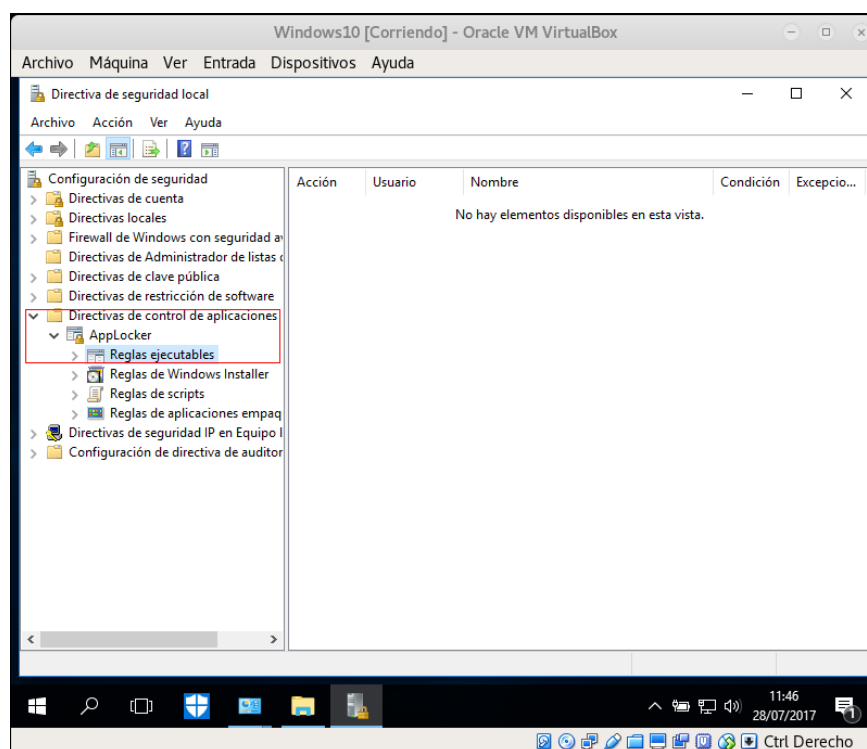 Windows10 [Corriendo] - Oracle VM VirtualBox
Archivo Máquina Ver Entrada Dispositivos Ayuda
Directiva de seguridad local
Archivo Acción Ver Ayuda
Configuración de seguridad
Directivas de cuenta
Directivas locales
Firewall de Windows con seguridad av
Directivas de Administrador de listas d
Directivas de clave pública
Directivas de restricción de software
Directivas de control de aplicaciones
AppLocker
Reglas ejecutables
Reglas de Windows Installer
Reglas de scripts
Reglas de aplicaciones empaq
Directivas de seguridad IP en Equipo l
Configuración de directiva de auditor
Acción Usuario Nombre Condición Excepcio...
No hay elementos disponibles en esta vista.
11:46
28/07/2017
1
Ctrl Derecho